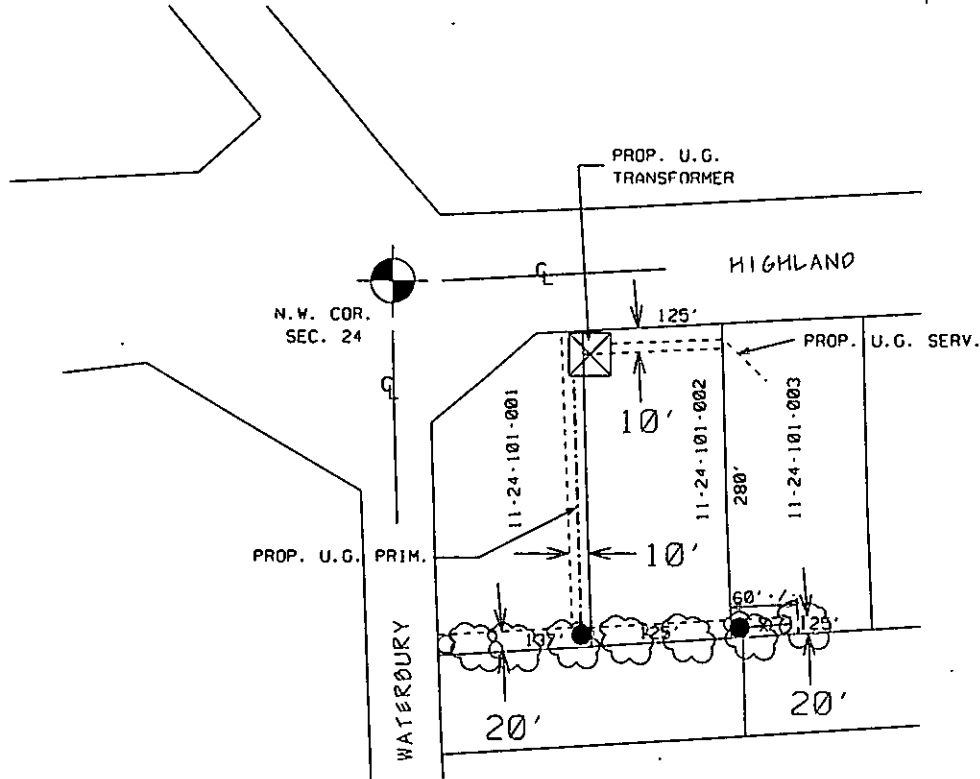 PROP. U.G.
TRANSFORMER
HIGHLAND
℄
N.W. COR.
SEC. 24
125'
PROP. U.G. SERV.
℄
10'
11-24-101-001
11-24-101-002
280'
11-24-101-003
PROP. U.G. PRIM.
10'
60'
137'
125'
125'
WATERBURY
20'
20'